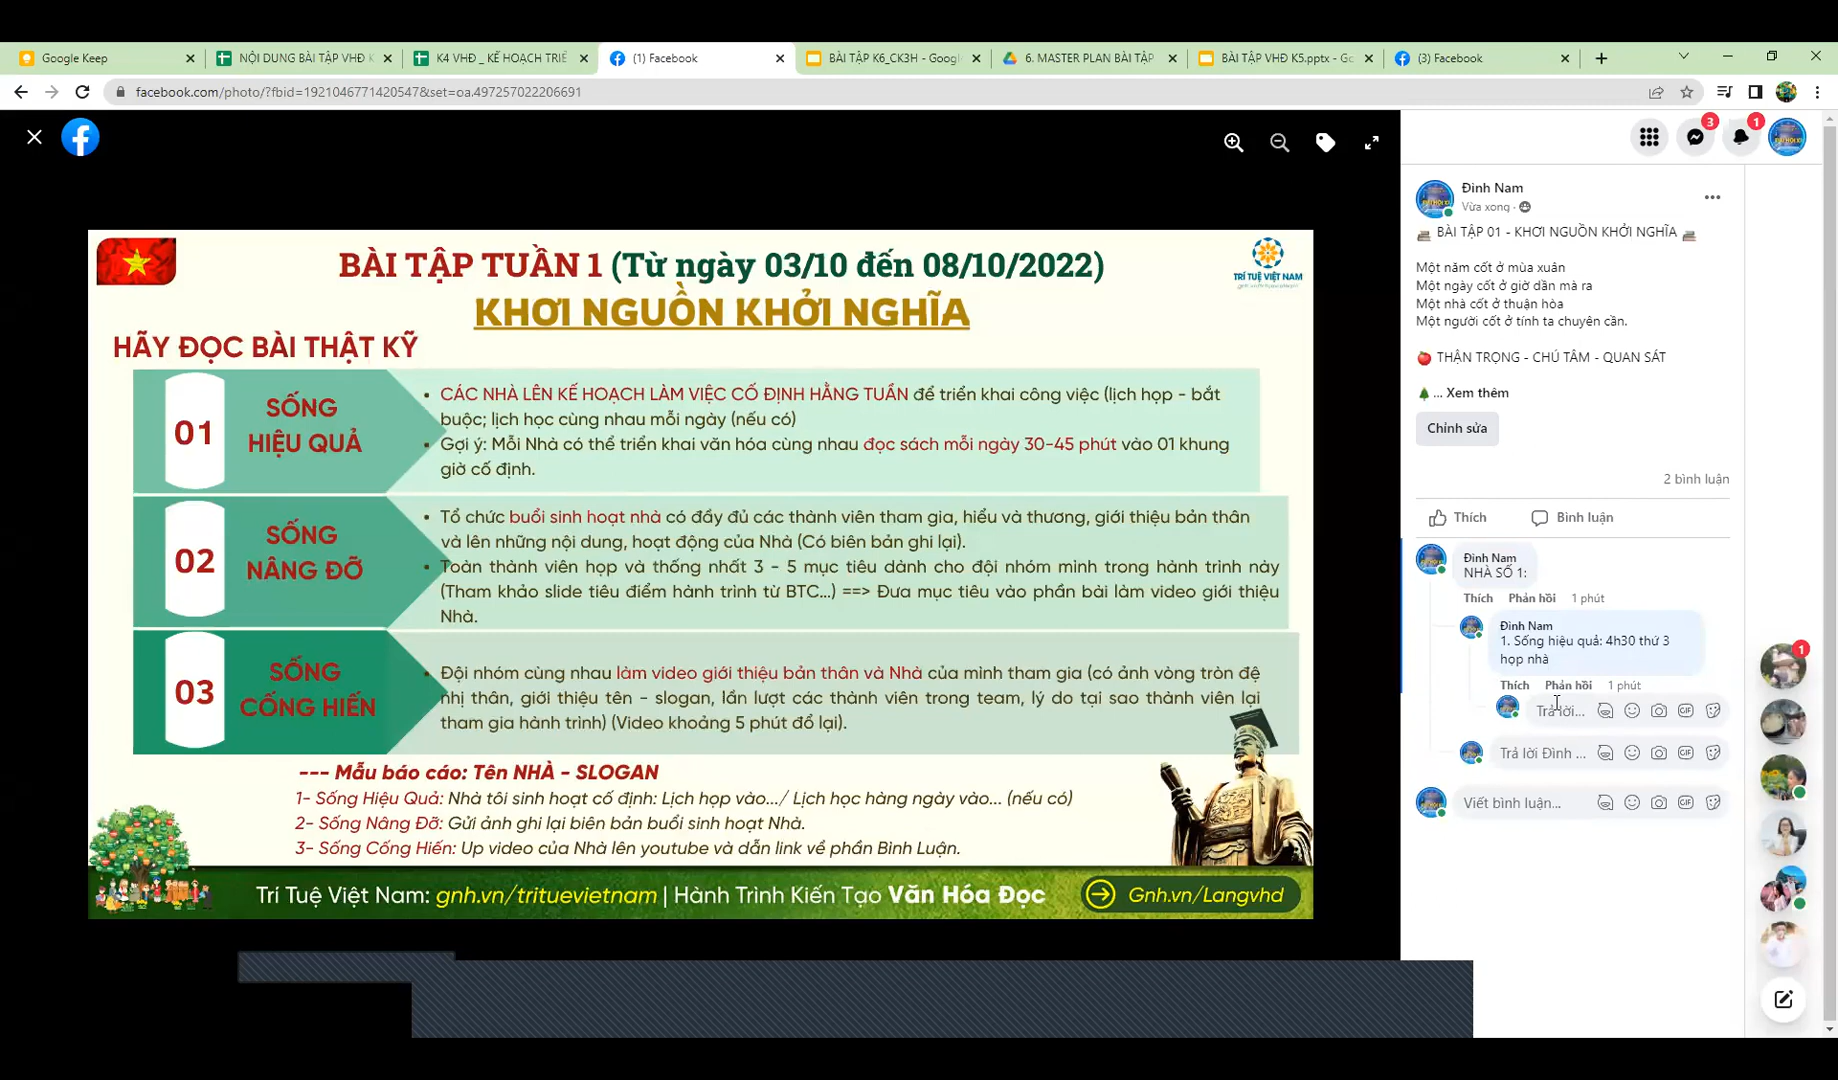 Google Keep
NỘI DUNG BÀI TẬP VHĐ K
K4 VHĐ _ KẾ HOẠCH TRIỂ
(1) Facebook
BÀI TẬP K6_CK3H - Google
6. MASTER PLAN BÀI TẬP
BÀI TẬP VHĐ K5.pptx - Go
(3) Facebook
facebook.com/photo/?fbid=1921046771420547&set=oa.497257022206691
BÀI TẬP TUẦN 1 (Từ ngày 03/10 đến 08/10/2022)
KHƠI NGUỒN KHỞI NGHĨA
TRÍ TUỆ VIỆT NAM
HÃY ĐỌC BÀI THẬT KỸ
01
SỐNG
HIỆU QUẢ
• CÁC NHÀ LÊN KẾ HOẠCH LÀM VIỆC CỐ ĐỊNH HẰNG TUẦN để triển khai công việc (lịch họp - bắt
buộc; lịch học cùng nhau mỗi ngày (nếu có)
• Gợi ý: Mỗi Nhà có thể triển khai văn hóa cùng nhau đọc sách mỗi ngày 30-45 phút vào 01 khung
giờ cố định.
02
SỐNG
NÂNG ĐỠ
• Tổ chức buổi sinh hoạt nhà có đầy đủ các thành viên tham gia, hiểu và thương, giới thiệu bản thân
và lên những nội dung, hoạt động của Nhà (Có biên bản ghi lại).
• Toàn thành viên họp và thống nhất 3 - 5 mục tiêu dành cho đội nhóm mình trong hành trình này
(Tham khảo slide tiêu điểm hành trình từ BTC...) ==> Đưa mục tiêu vào phần bài làm video giới thiệu
Nhà.
03
SỐNG
CỐNG HIẾN
• Đội nhóm cùng nhau làm video giới thiệu bản thân và Nhà của mình tham gia (có ảnh vòng tròn đệ
nhị thân, giới thiệu tên - slogan, lần lượt các thành viên trong team, lý do tại sao thành viên lại
tham gia hành trình) (Video khoảng 5 phút đổ lại).
--- Mẫu báo cáo: Tên NHÀ - SLOGAN
1- Sống Hiệu Quả: Nhà tôi sinh hoạt cố định: Lịch họp vào.../ Lịch học hàng ngày vào... (nếu có)
2- Sống Nâng Đỡ: Gửi ảnh ghi lại biên bản buổi sinh hoạt Nhà.
3- Sống Cống Hiến: Up video của Nhà lên youtube và dẫn link về phần Bình Luận.
Trí Tuệ Việt Nam: gnh.vn/trituevietnam | Hành Trình Kiến Tạo Văn Hóa Đọc
Gnh.vn/Langvhd
3
1
Đình Nam
Vừa xong ·
BÀI TẬP 01 - KHƠI NGUỒN KHỞI NGHĨA
Một năm cốt ở mùa xuân
Một ngày cốt ở giờ dần mà ra
Một nhà cốt ở thuận hòa
Một người cốt ở tính ta chuyên cần.
THẬN TRỌNG - CHÚ TÂM - QUAN SÁT
... Xem thêm
Chỉnh sửa
2 bình luận
Thích
Bình luận
Đình Nam
NHÀ SỐ 1:
Thích Phản hồi 1 phút
Đình Nam
1. Sống hiệu quả: 4h30 thứ 3
họp nhà
Thích Phản hồi 1 phút
Trả lời...
GIF
Trả lời Đình ...
GIF
Viết bình luận...
GIF
1